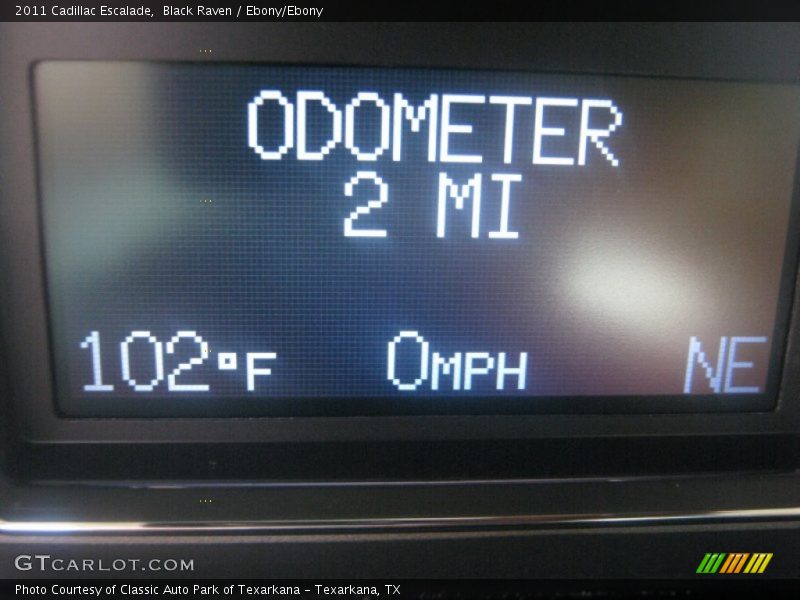 2011 Cadillac Escalade,  Black Raven / Ebony/Ebony
ODOMETER
2 MI
102°F 0MPH NE
GTCARLOT.COM
Photo Courtesy of Classic Auto Park of Texarkana – Texarkana, TX